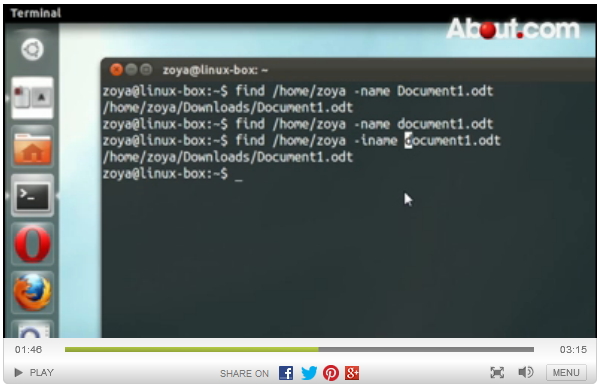 Terminal
About.com
zoya@linux-box: ~
zoya@linux-box:~$ find /home/zoya -name Document1.odt
/home/zoya/Downloads/Document1.odt
zoya@linux-box:~$ find /home/zoya -name document1.odt
zoya@linux-box:~$ find /home/zoya -iname document1.odt
/home/zoya/Downloads/Document1.odt
zoya@linux-box:~$ _
01:46
03:15
PLAY
SHARE ON
MENU